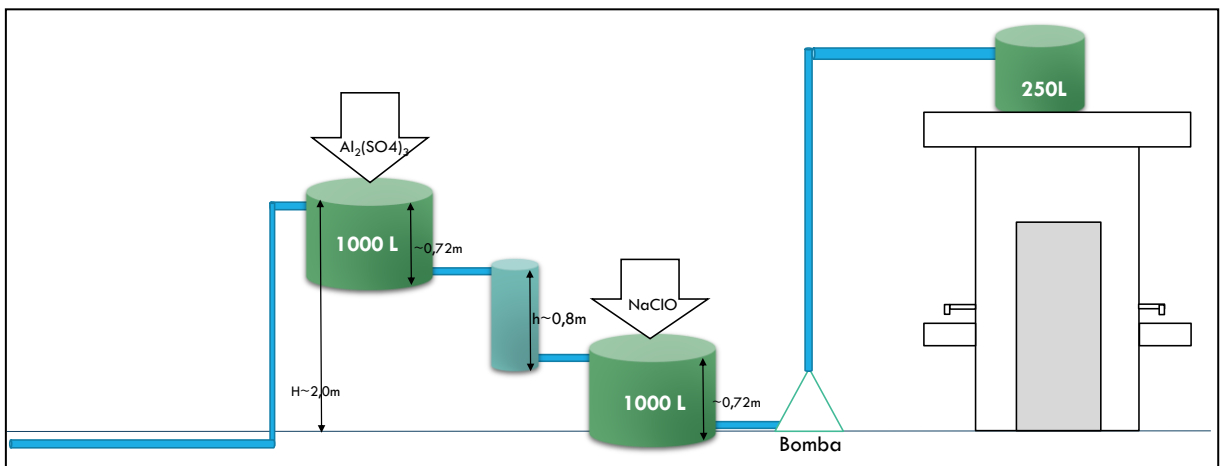 250L
Al₂(SO4)₃
1000 L
~0,72m
NaClO
h~0,8m
H~2,0m
1000 L
~0,72m
Bomba